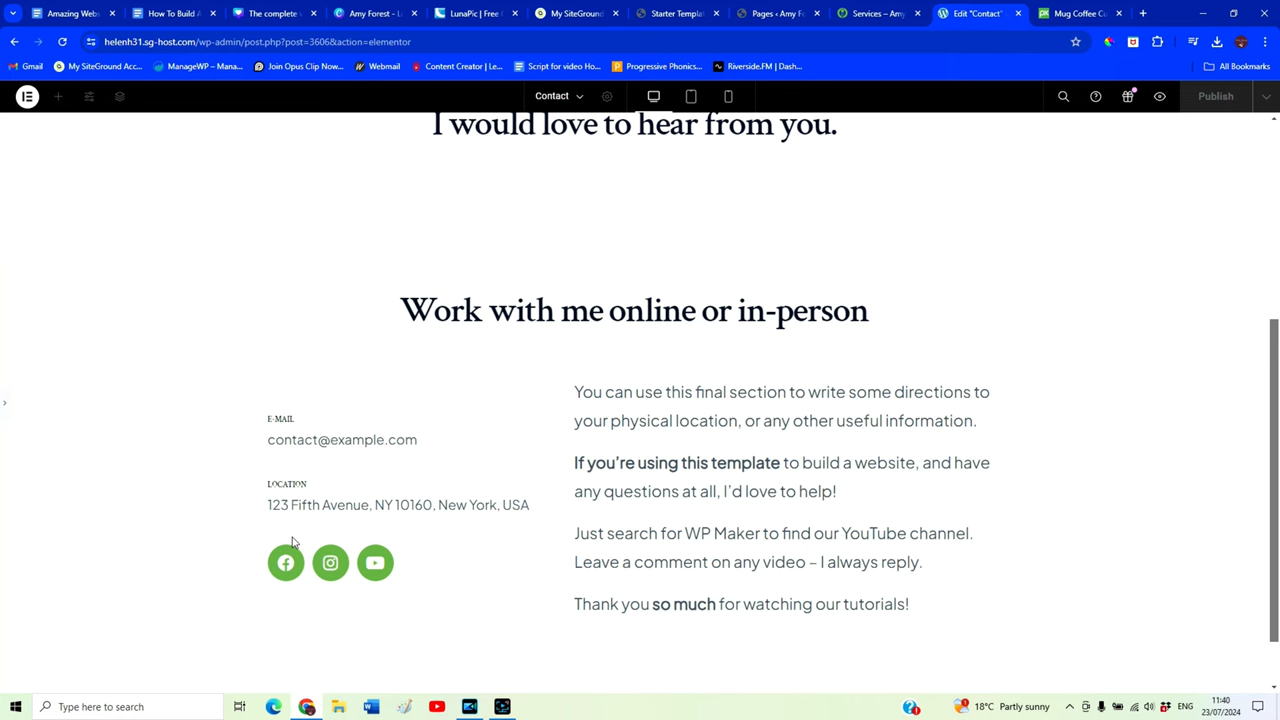 Amazing Webs
How To Build A
The complete v
Amy Forest - Lo
LunaPic | Free O
My SiteGround
Starter Templat
Pages ‹ Amy Fo
Services – Amy
Edit "Contact"
Mug Coffee Cu
helenh31.sg-host.com/wp-admin/post.php?post=3606&action=elementor
Gmail
My SiteGround Acc...
ManageWP – Mana...
Join Opus Clip Now...
Webmail
Content Creator | Le...
Script for video Ho...
Progressive Phonics...
Riverside.FM | Dash...
All Bookmarks
Contact
Publish
I would love to hear from you.
Work with me online or in-person
E-MAIL
contact@example.com
LOCATION
123 Fifth Avenue, NY 10160, New York, USA
You can use this final section to write some directions to
your physical location, or any other useful information.
If you're using this template to build a website, and have
any questions at all, I'd love to help!
Just search for WP Maker to find our YouTube channel.
Leave a comment on any video – I always reply.
Thank you so much for watching our tutorials!
Type here to search
18°C Partly sunny
ENG
11:40
23/07/2024